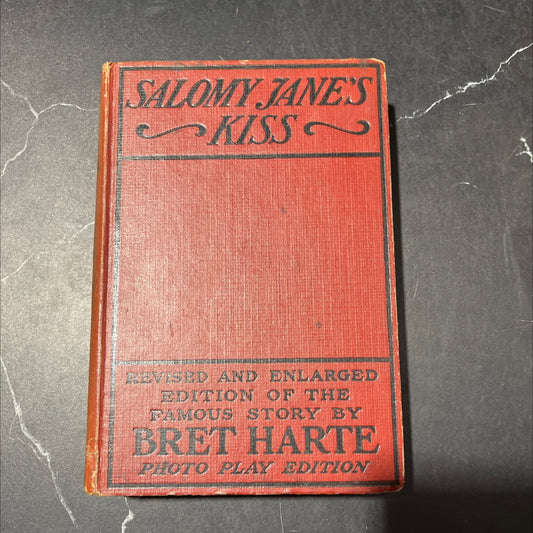 SALOMY JANE'S
KISS
REVISED AND ENLARGED
EDITION OF THE
FAMOUS STORY BY
BRET HARTE
PHOTO PLAY EDITION